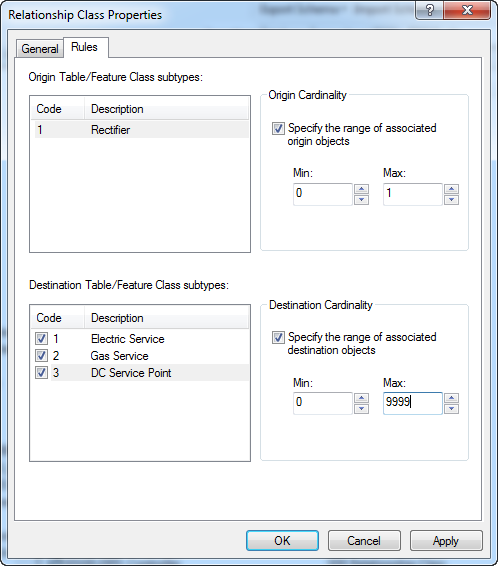 Relationship Class Properties
General Rules
Origin Table/Feature Class subtypes:
Code Description
1 Rectifier
Origin Cardinality
Specify the range of associated
origin objects
Min: Max:
0 1
Destination Table/Feature Class subtypes:
Code Description
1 Electric Service
2 Gas Service
3 DC Service Point
Destination Cardinality
Specify the range of associated
destination objects
Min: Max:
0 9999
OK Cancel Apply